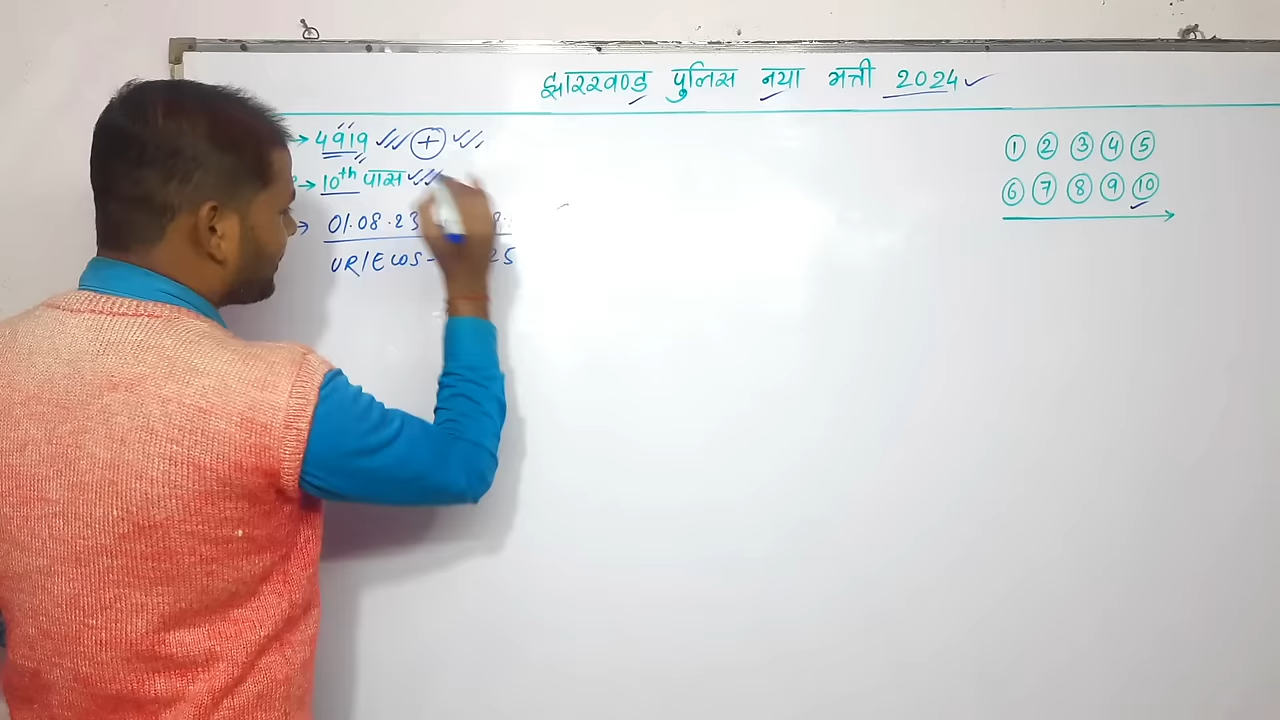 झारखण्ड पुलिस नया भर्ती 2024
→ 4919 +
→ 10th पास
→ 01.08.23
UR/EWS - 25
1 2 3 4 5
6 7 8 9 10